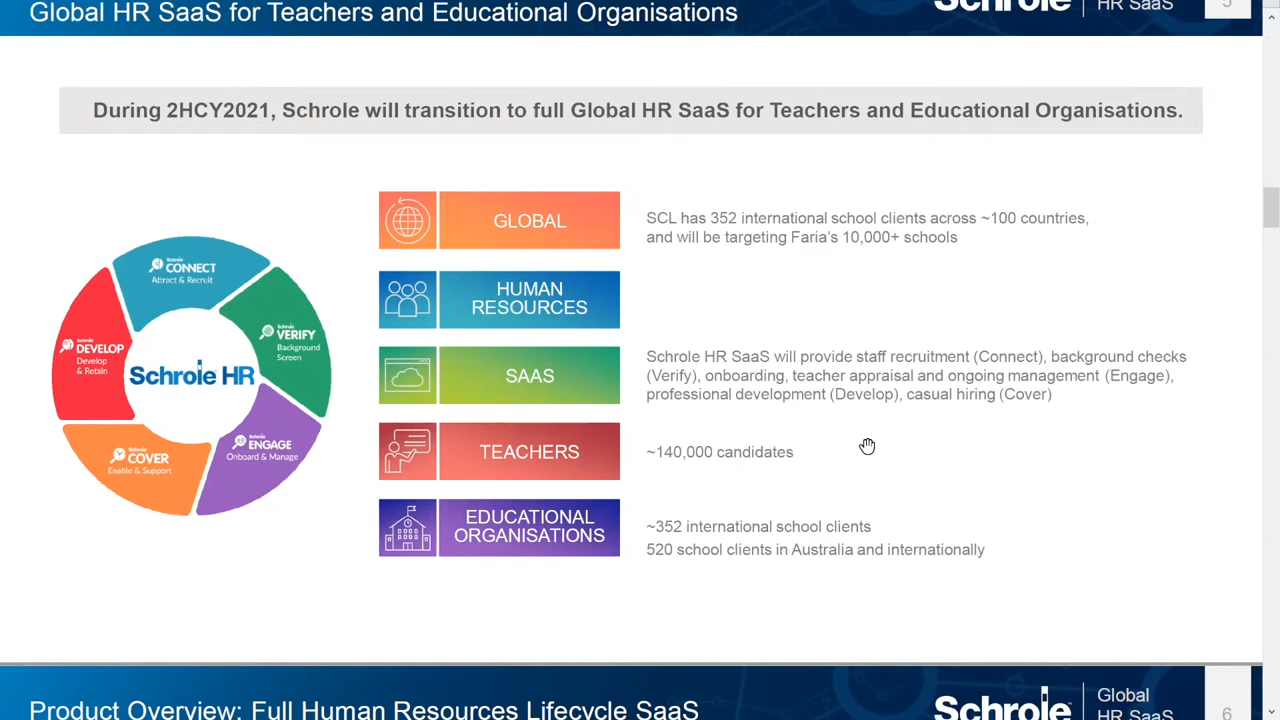 Global HR SaaS for Teachers and Educational Organisations
Schrole
HR SaaS
5
During 2HCY2021, Schrole will transition to full Global HR SaaS for Teachers and Educational Organisations.
GLOBAL
SCL has 352 international school clients across ~100 countries,
and will be targeting Faria's 10,000+ schools
HUMAN
RESOURCES
SAAS
Schrole HR SaaS will provide staff recruitment (Connect), background checks
(Verify), onboarding, teacher appraisal and ongoing management (Engage),
professional development (Develop), casual hiring (Cover)
TEACHERS
~140,000 candidates
EDUCATIONAL
ORGANISATIONS
~352 international school clients
520 school clients in Australia and internationally
Schrole
CONNECT
Attract & Recruit
Schrole
VERIFY
Background
Screen
Schrole
ENGAGE
Onboard & Manage
Schrole
COVER
Enable & Support
Schrole
DEVELOP
Develop
& Retain
Schrole HR
Product Overview: Full Human Resources Lifecycle SaaS
Schrole
Global
HR SaaS
6